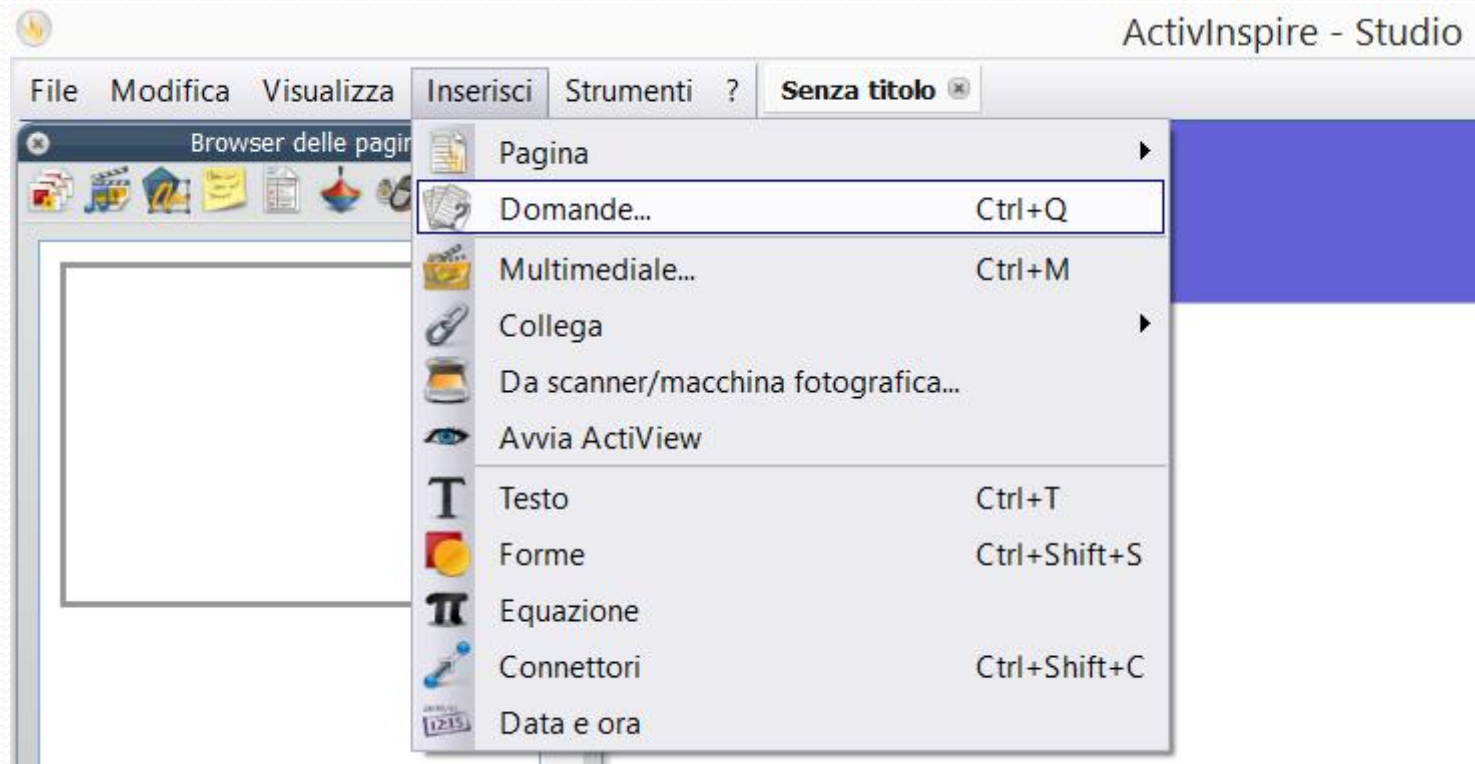 ActivInspire - Studio
File Modifica Visualizza Inserisci Strumenti ? Senza titolo
Browser delle pagin
Pagina
Domande... Ctrl+Q
Multimediale... Ctrl+M
Collega
Da scanner/macchina fotografica...
Avvia ActiView
Testo Ctrl+T
Forme Ctrl+Shift+S
Equazione
Connettori Ctrl+Shift+C
Data e ora